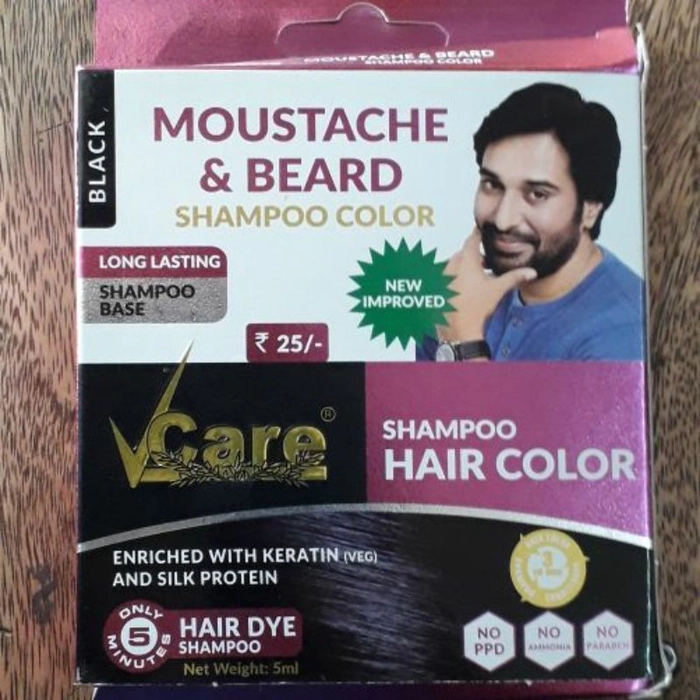 MOUSTACHE & BEARD
SHAMPOO COLOR
BLACK
MOUSTACHE
& BEARD
SHAMPOO COLOR
LONG LASTING
SHAMPOO
BASE
NEW
IMPROVED
₹ 25/-
VCare®
SHAMPOO
HAIR COLOR
ENRICHED WITH KERATIN (VEG)
AND SILK PROTEIN
3
ONLY
5
MINUTES
HAIR DYE
SHAMPOO
Net Weight: 5ml
NO
PPD
NO
AMMONIA
NO
PARABEN